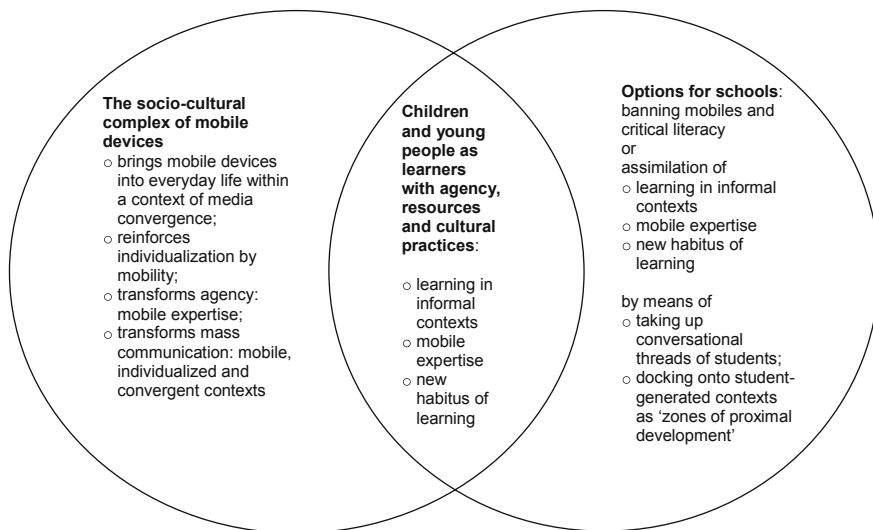 The socio-cultural
complex of mobile
devices
○ brings mobile devices
into everyday life within
a context of media
convergence;
○ reinforces
individualization by
mobility;
○ transforms agency:
mobile expertise;
○ transforms mass
communication: mobile,
individualized and
convergent contexts
Children
and young
people as
learners
with agency,
resources
and cultural
practices:
○ learning in
informal
contexts
○ mobile
expertise
○ new
habitus of
learning
Options for schools:
banning mobiles and
critical literacy
or
assimilation of
○ learning in informal
contexts
○ mobile expertise
○ new habitus of
learning
by means of
○ taking up
conversational
threads of students;
○ docking onto student-
generated contexts
as ‘zones of proximal
development’